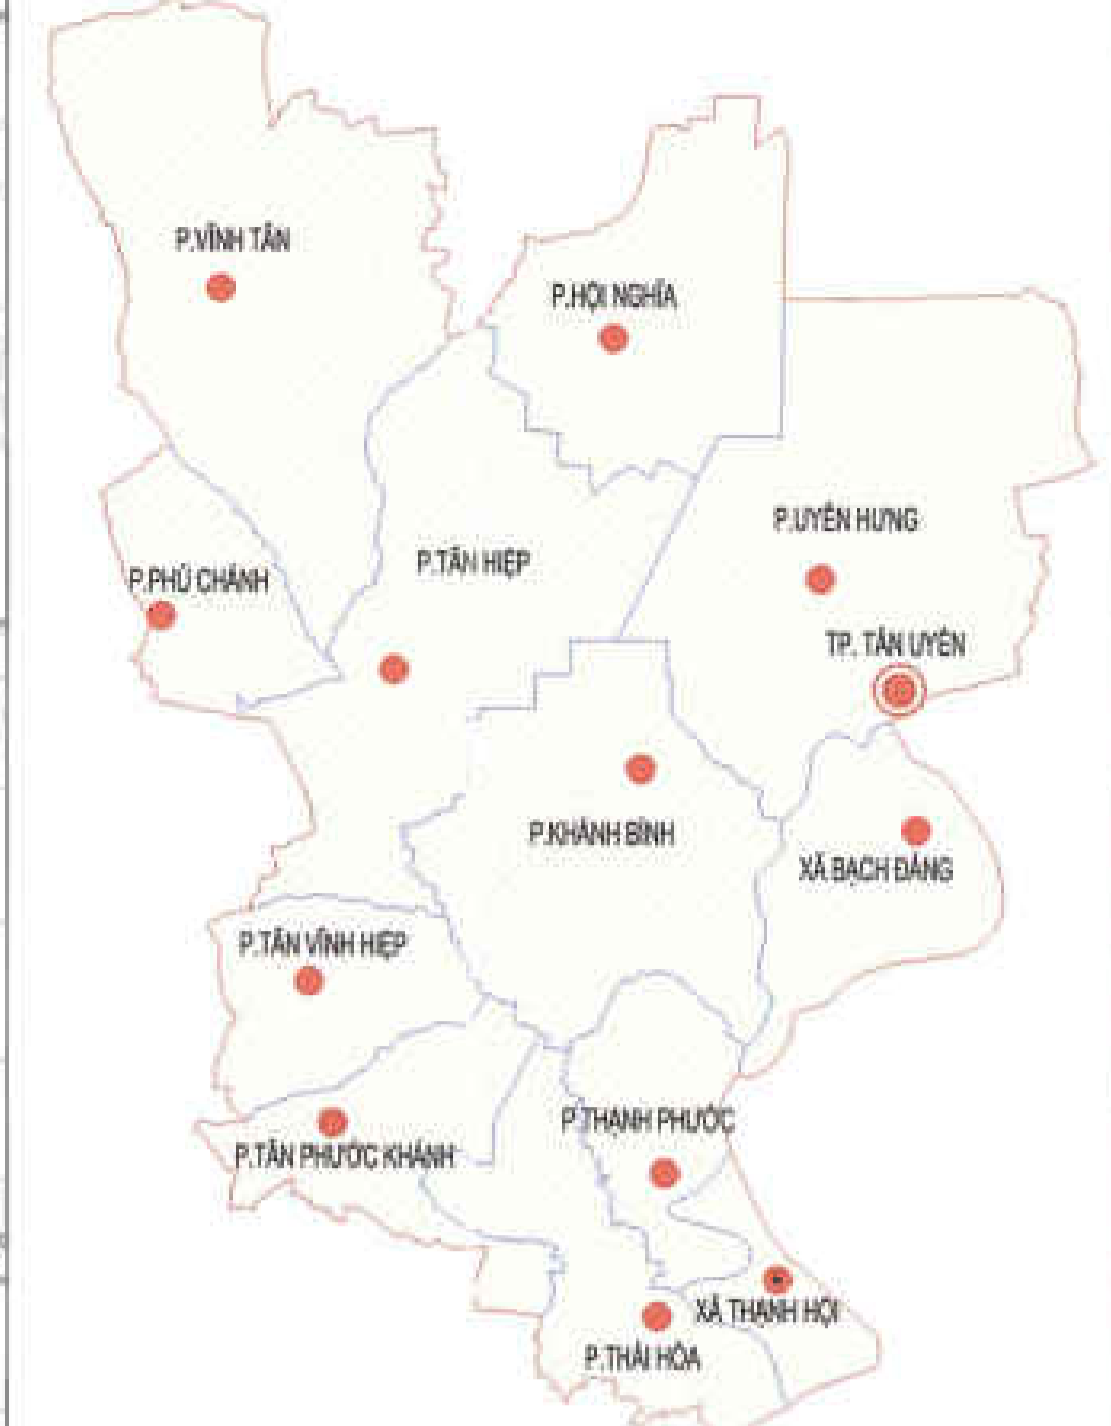 P.VĨNH TÂN
P.HỘI NGHĨA
P.UYÊN HƯNG
P.TÂN HIỆP
P.PHÚ CHÁNH
TP. TÂN UYÊN
P.KHÁNH BÌNH
XÃ BẠCH ĐẰNG
P.TÂN VĨNH HIỆP
P.THẠNH PHƯỚC
P.TÂN PHƯỚC KHÁNH
XÃ THẠNH HỘI
P.THÁI HÒA